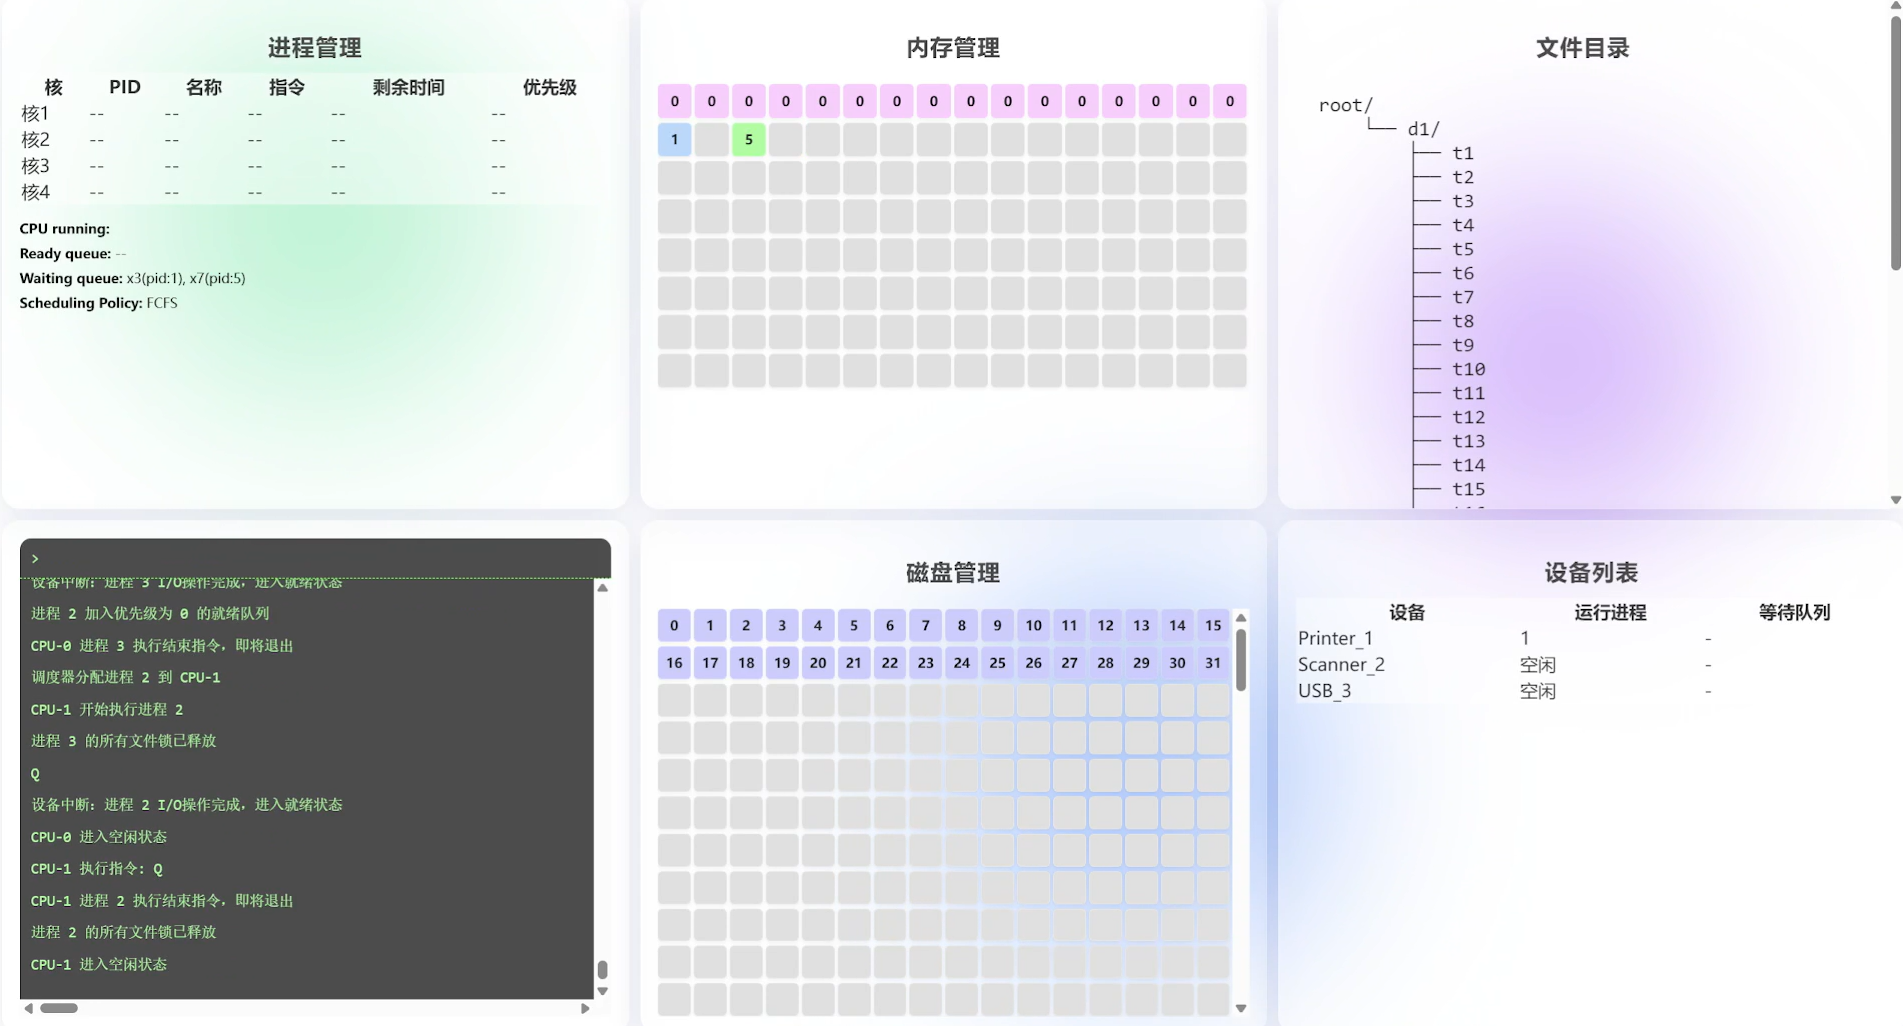 进程管理
核 PID 名称 指令 剩余时间 优先级
核1 -- -- -- -- --
核2 -- -- -- -- --
核3 -- -- -- -- --
核4 -- -- -- -- --
CPU running:
Ready queue: --
Waiting queue: x3(pid:1), x7(pid:5)
Scheduling Policy: FCFS
内存管理
0 0 0 0 0 0 0 0 0 0 0 0 0 0 0 0
1 5
文件目录
root/
└── d1/
├── t1
├── t2
├── t3
├── t4
├── t5
├── t6
├── t7
├── t8
├── t9
├── t10
├── t11
├── t12
├── t13
├── t14
├── t15
>
设备中断: 进程 3 I/O操作完成，进入就绪状态
进程 2 加入优先级为 0 的就绪队列
CPU-0 进程 3 执行结束指令，即将退出
调度器分配进程 2 到 CPU-1
CPU-1 开始执行进程 2
进程 3 的所有文件锁已释放
Q
设备中断: 进程 2 I/O操作完成，进入就绪状态
CPU-0 进入空闲状态
CPU-1 执行指令: Q
CPU-1 进程 2 执行结束指令，即将退出
进程 2 的所有文件锁已释放
CPU-1 进入空闲状态
磁盘管理
0 1 2 3 4 5 6 7 8 9 10 11 12 13 14 15
16 17 18 19 20 21 22 23 24 25 26 27 28 29 30 31
设备列表
设备 运行进程 等待队列
Printer_1 1 -
Scanner_2 空闲 -
USB_3 空闲 -